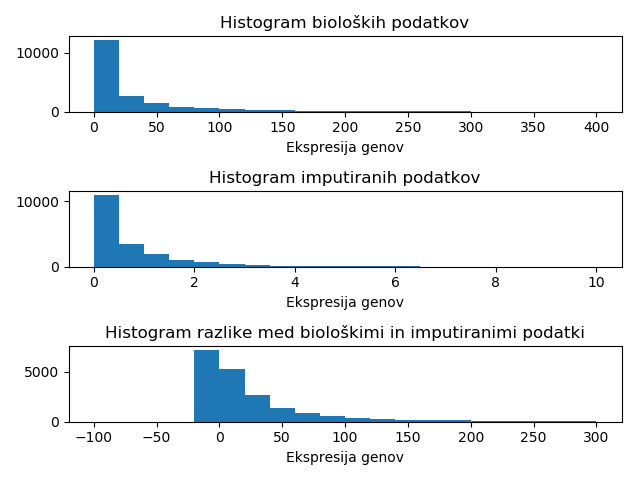 Histogram bioloških podatkov
10000
0
0 50 100 150 200 250 300 350 400
Ekspresija genov
Histogram imputiranih podatkov
10000
0
0 2 4 6 8 10
Ekspresija genov
Histogram razlike med biološkimi in imputiranimi podatki
5000
0
−100 −50 0 50 100 150 200 250 300
Ekspresija genov